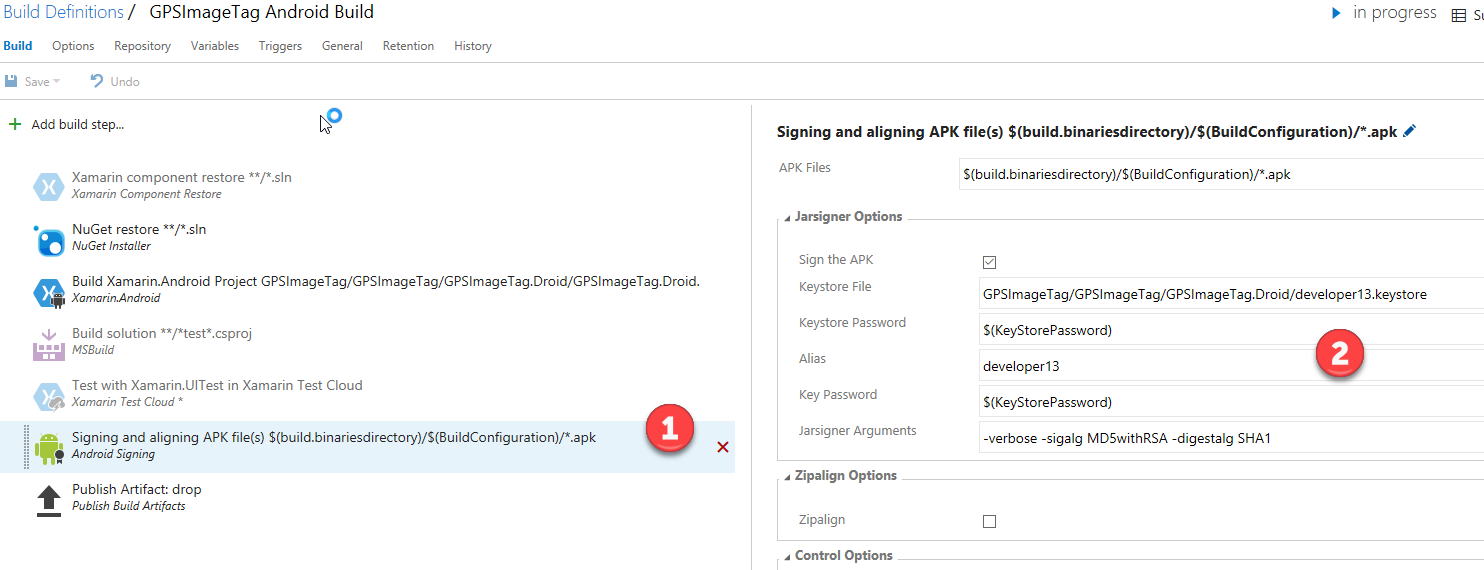 Build Definitions / GPSImageTag Android Build
in progress
Build Options Repository Variables Triggers General Retention History
Save Undo
Add build step...
Xamarin component restore **/*.sln
Xamarin Component Restore
NuGet restore **/*.sln
NuGet Installer
Build Xamarin.Android Project GPSImageTag/GPSImageTag/GPSImageTag.Droid/GPSImageTag.Droid.
Xamarin.Android
Build solution **/*test*.csproj
MSBuild
Test with Xamarin.UITest in Xamarin Test Cloud
Xamarin Test Cloud *
Signing and aligning APK file(s) $(build.binariesdirectory)/$(BuildConfiguration)/*.apk
Android Signing
1
Publish Artifact: drop
Publish Build Artifacts
Signing and aligning APK file(s) $(build.binariesdirectory)/$(BuildConfiguration)/*.apk
APK Files $(build.binariesdirectory)/$(BuildConfiguration)/*.apk
Jarsigner Options
Sign the APK
Keystore File GPSImageTag/GPSImageTag/GPSImageTag.Droid/developer13.keystore
Keystore Password $(KeyStorePassword)
2
Alias developer13
Key Password $(KeyStorePassword)
Jarsigner Arguments -verbose -sigalg MD5withRSA -digestalg SHA1
Zipalign Options
Zipalign
Control Options